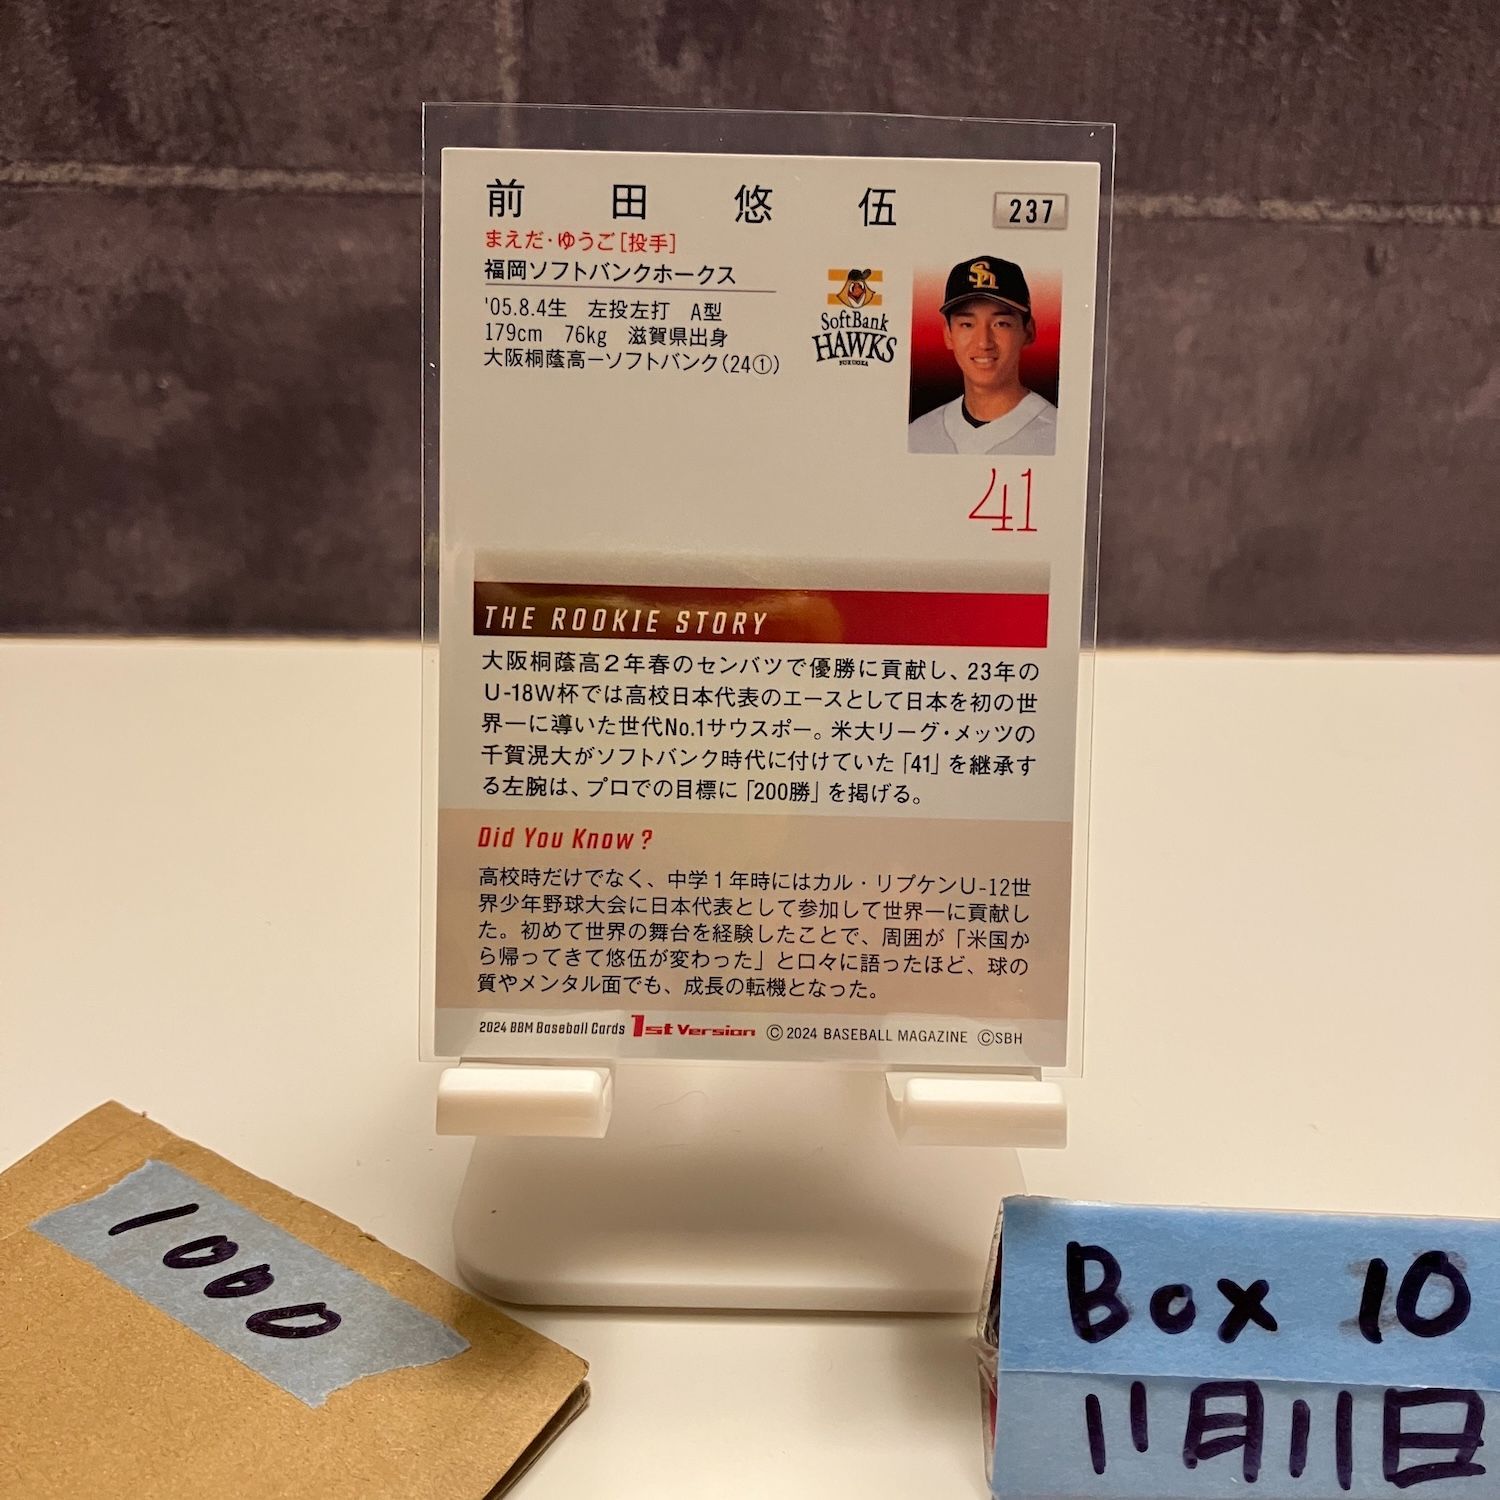 前田悠伍
237
まえだ・ゆうご[投手]
福岡ソフトバンクホークス
'05.8.4生　左投左打　A型
179cm　76kg　滋賀県出身
大阪桐蔭高ーソフトバンク(24①)
SH
SoftBank
HAWKS
FUKUOKA
41
THE ROOKIE STORY
大阪桐蔭高2年春のセンバツで優勝に貢献し、23年の
U-18W杯では高校日本代表のエースとして日本を初の世
界一に導いた世代No.1サウスポー。米大リーグ・メッツの
千賀滉大がソフトバンク時代に付けていた「41」を継承す
る左腕は、プロでの目標に「200勝」を掲げる。
Did You Know?
高校時だけでなく、中学1年時にはカル・リプケンU-12世
界少年野球大会に日本代表として参加して世界一に貢献し
た。初めて世界の舞台を経験したことで、周囲が「米国か
ら帰ってきて悠伍が変わった」と口々に語ったほど、球の
質やメンタル面でも、成長の転機となった。
2024 BBM Baseball Cards 1st Version ©2024 BASEBALL MAGAZINE ©SBH
1000
Box 10
11月11日